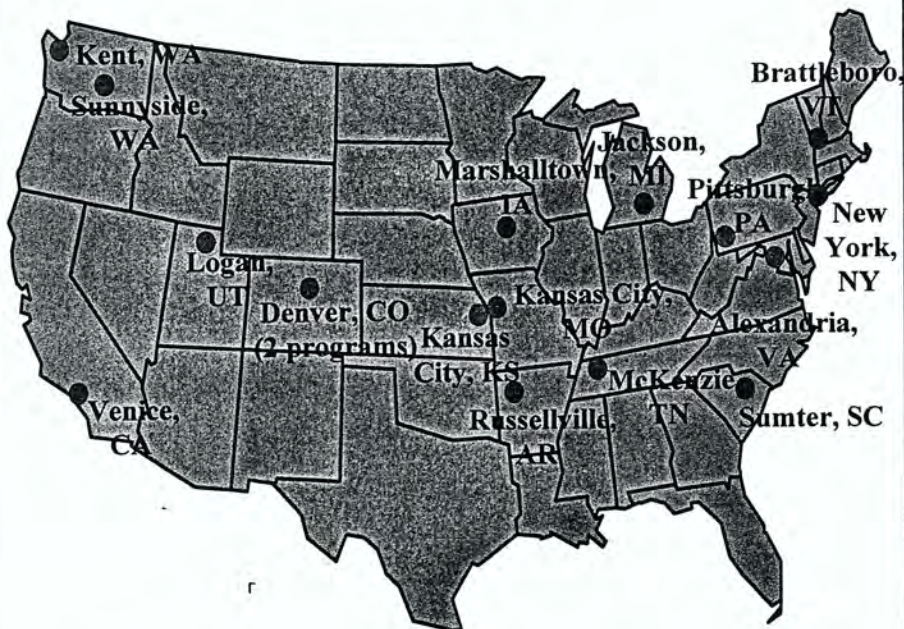 Kent, WA
Sunnyside,
WA
Brattleboro,
VT
Jackson,
MI
Marshalltown,
IA
Pittsburgh,
PA
New
York,
NY
Logan,
UT
Denver, CO
(2 programs)
Kansas
City, KS
Kansas City,
MO
Alexandria,
VA
McKenzie
TN
Venice,
CA
Russellville,
AR
Sumter, SC